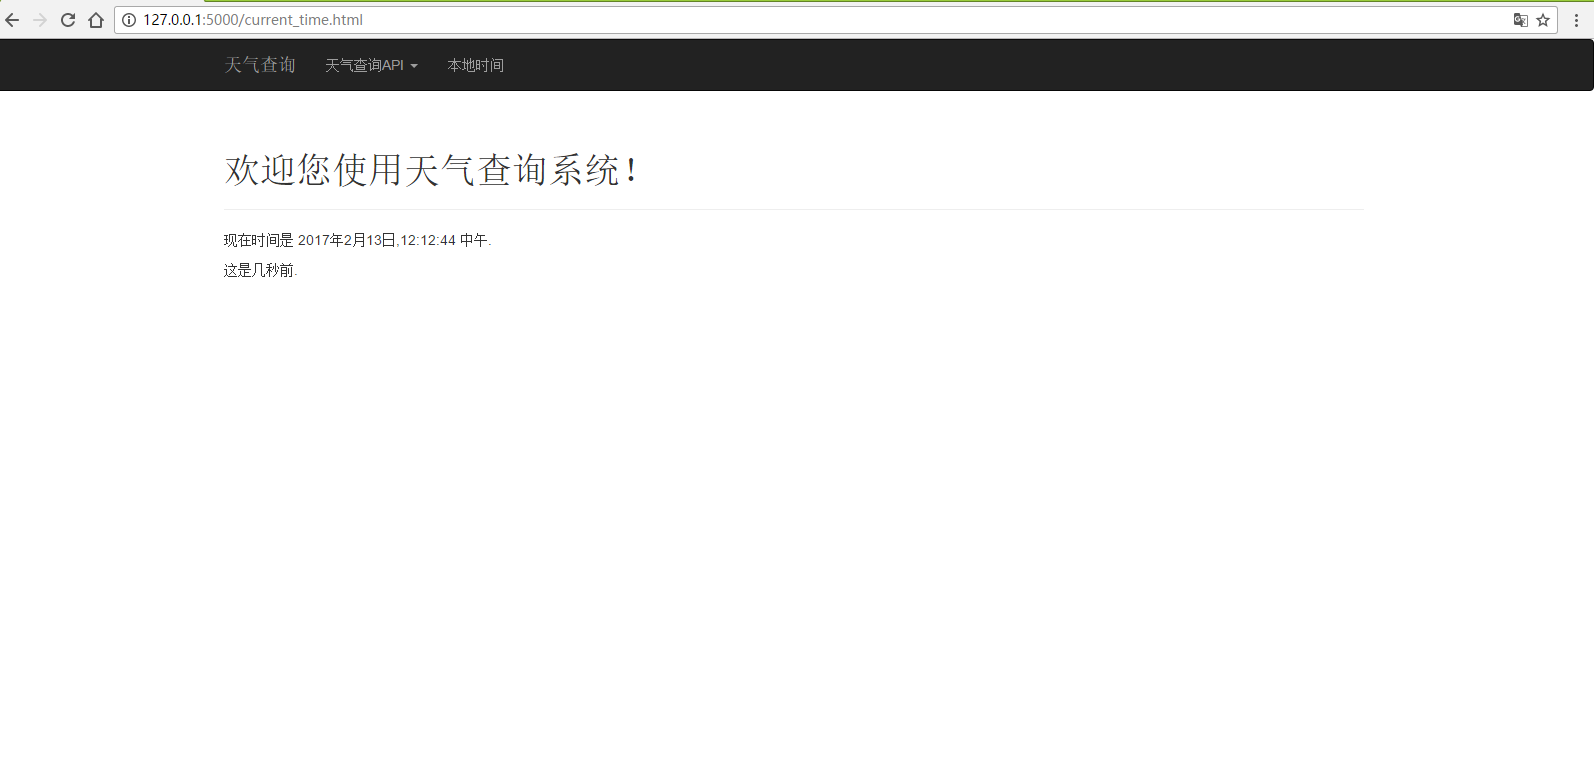 127.0.0.1:5000/current_time.html
天气查询 天气查询API 本地时间
欢迎您使用天气查询系统！
现在时间是 2017年2月13日,12:12:44 中午.
这是几秒前.